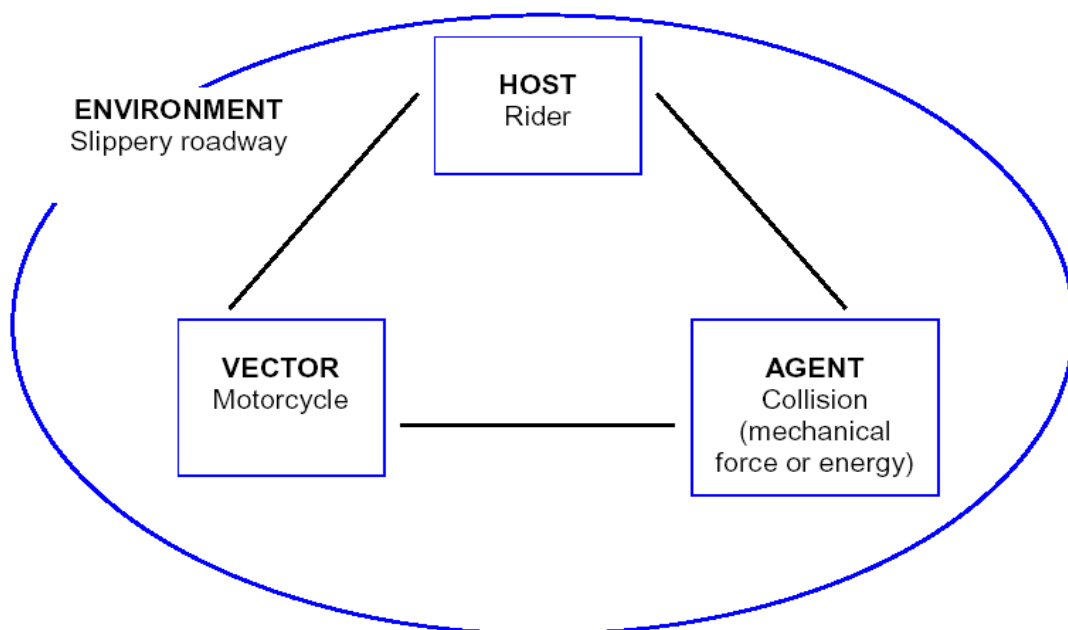 ENVIRONMENT
Slippery roadway
HOST
Rider
VECTOR
Motorcycle
AGENT
Collision
(mechanical
force or energy)